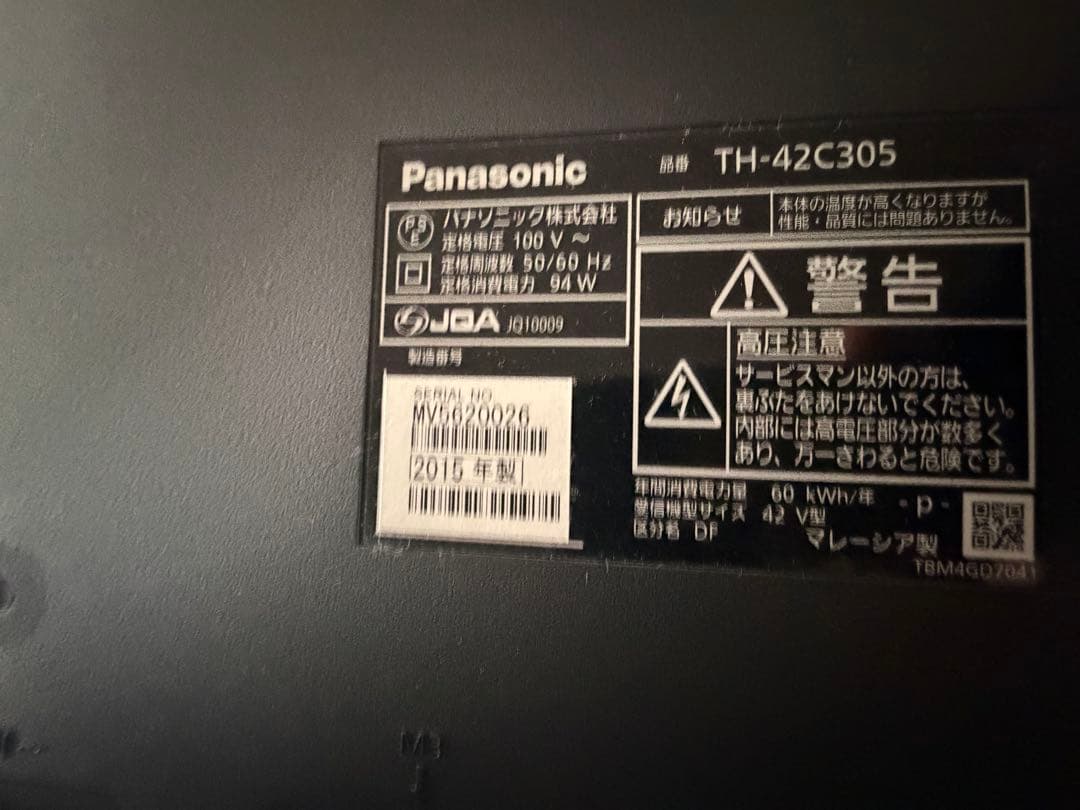 Panasonic
品番 TH-42C305
PSE
パナソニック株式会社
定格電圧 100 V ~
定格周波数 50/60 Hz
定格消費電力 94 W
JQA JQ10009
製造番号
SERIAL NO.
MV5620026
2015 年製
お知らせ
本体の温度が高くなりますが
性能・品質には問題ありません。
警告
高圧注意
サービスマン以外の方は、
裏ぶたをあけないでください。
内部には高電圧部分が数多く
あり、万一さわると危険です。
年間消費電力量 60 kWh/年
受信機型サイズ 42 V型
区分名 DF
- P -
マレーシア製
TBM4GD7041